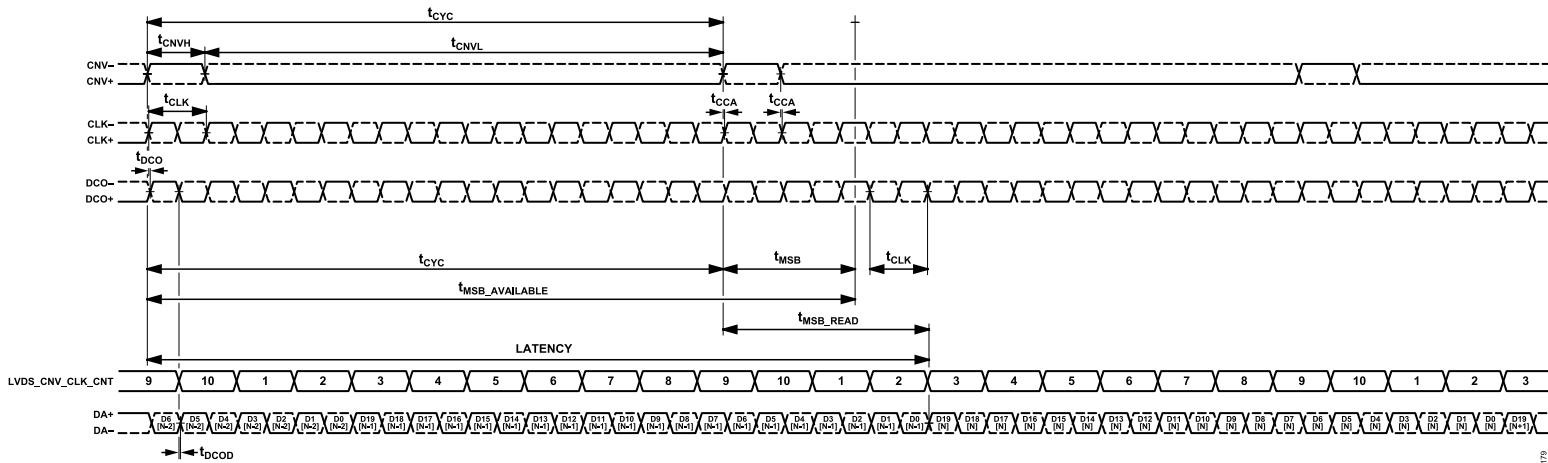 tCYC
tCNVH
tCNVL
CNV–
CNV+
tCLK
tCCA
tCCA
CLK–
CLK+
tDCO
DCO–
DCO+
tCYC
tMSB
tCLK
tMSB_AVAILABLE
tMSB_READ
LATENCY
LVDS_CNV_CLK_CNT 9 10 1 2 3 4 5 6 7 8 9 10 1 2 3 4 5 6 7 8 9 10 1 2 3
DA+ D6 D5 D4 D3 D2 D1 D0 D19 D18 D17 D16 D15 D14 D13 D12 D11 D10 D9 D8 D7 D6 D5 D4 D3 D2 D1 D0 D19 D18 D17 D16 D15 D14 D13 D12 D11 D10 D9 D8 D7 D6 D5 D4 D3 D2 D1 D0 D19
DA– [N-2] [N-2] [N-2] [N-2] [N-2] [N-2] [N-2] [N-1] [N-1] [N-1] [N-1] [N-1] [N-1] [N-1] [N-1] [N-1] [N-1] [N-1] [N-1] [N-1] [N-1] [N-1] [N-1] [N-1] [N-1] [N-1] [N-1] [N] [N] [N] [N] [N] [N] [N] [N] [N] [N] [N] [N] [N] [N] [N] [N] [N] [N] [N] [N] [N+1]
tDCOD
179